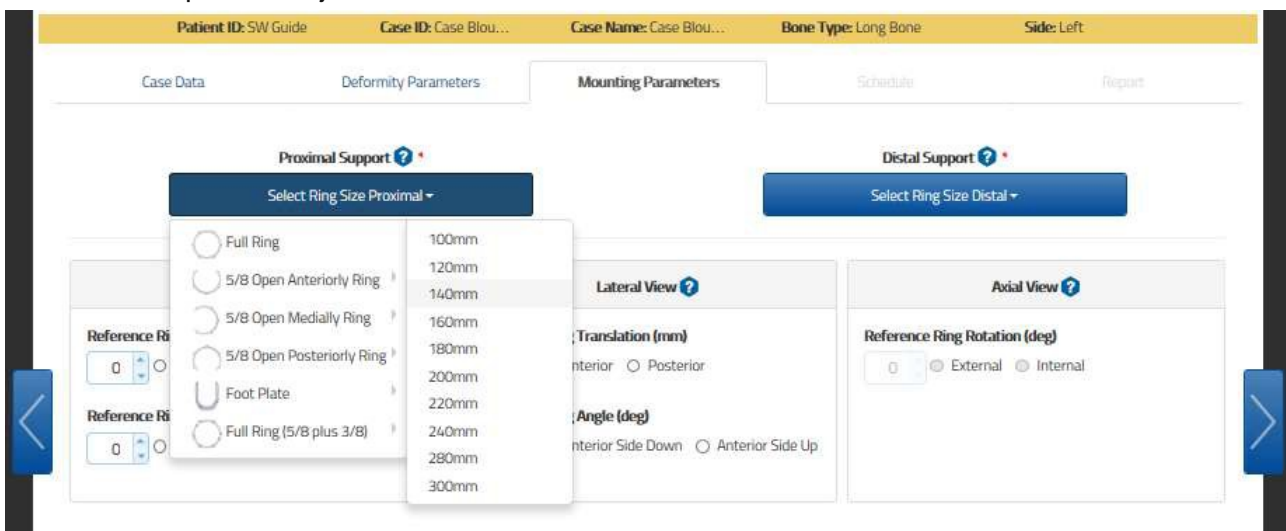 Patient ID: SW Guide Case ID: Case Blou... Case Name: Case Blou... Bone Type: Long Bone Side: Left
Case Data Deformity Parameters Mounting Parameters Schedule Report
Proximal Support ? * Distal Support ? *
Select Ring Size Proximal Select Ring Size Distal
Full Ring
5/8 Open Anteriorly Ring
5/8 Open Medially Ring
5/8 Open Posteriorly Ring
Foot Plate
Full Ring (5/8 plus 3/8)
100mm
120mm
140mm
160mm
180mm
200mm
220mm
240mm
280mm
300mm
Reference Ri
0
Reference Ri
0
Lateral View ?
Translation (mm)
nterior Posterior
Angle (deg)
nterior Side Down Anterior Side Up
Axial View ?
Reference Ring Rotation (deg)
0 External Internal